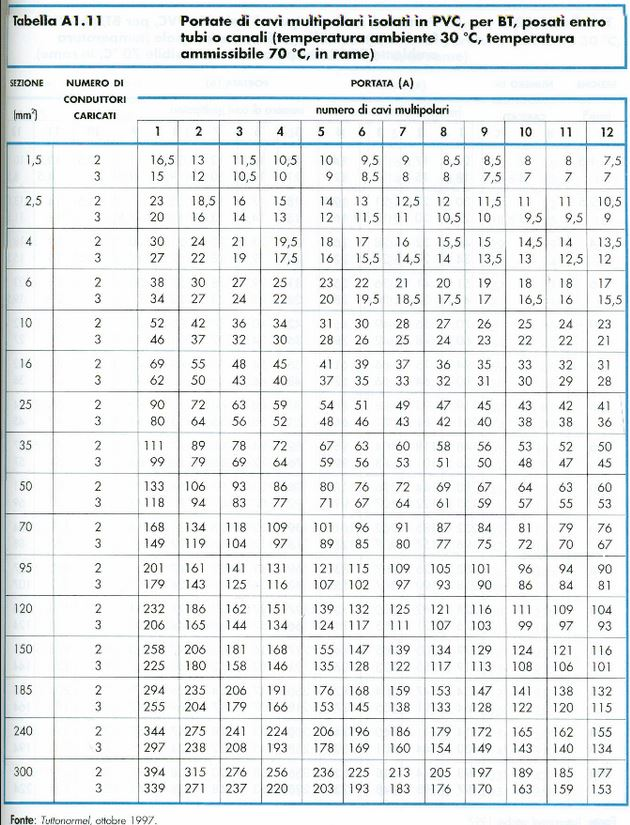 Tabella A1.11 Portate di cavi multipolari isolati in PVC, per BT, posati entro
tubi o canali (temperatura ambiente 30 °C, temperatura
ammissibile 70 °C, in rame)
SEZIONE NUMERO DI PORTATA (A)
CONDUTTORI
(mm²) CARICATI numero di cavi multipolari
1 2 3 4 5 6 7 8 9 10 11 12
1,5 2 16,5 13 11,5 10,5 10 9,5 9 8,5 8,5 8 8 7,5
3 15 12 10,5 10 9 8,5 8 8 7,5 7 7 7
2,5 2 23 18,5 16 15 14 13 12,5 12 11,5 11 11 10,5
3 20 16 14 13 12 11,5 11 10,5 10 9,5 9,5 9
4 2 30 24 21 19,5 18 17 16 15,5 15 14,5 14 13,5
3 27 22 19 17,5 16 15,5 14,5 14 13,5 13 12,5 12
6 2 38 30 27 25 23 22 21 20 19 18 18 17
3 34 27 24 22 20 19,5 18,5 17,5 17 16,5 16 15,5
10 2 52 42 36 34 31 30 28 27 26 25 24 23
3 46 37 32 30 28 26 25 24 23 22 22 21
16 2 69 55 48 45 41 39 37 36 35 33 32 31
3 62 50 43 40 37 35 33 32 31 30 29 28
25 2 90 72 63 59 54 51 49 47 45 43 42 41
3 80 64 56 52 48 46 43 42 40 38 38 36
35 2 111 89 78 72 67 63 60 58 56 53 52 50
3 99 79 69 64 59 56 53 51 50 48 47 45
50 2 133 106 93 86 80 76 72 69 67 64 63 60
3 118 94 83 77 71 67 64 61 59 57 55 53
70 2 168 134 118 109 101 96 91 87 84 81 79 76
3 149 119 104 97 89 85 80 77 75 72 70 67
95 2 201 161 141 131 121 115 109 105 101 96 94 90
3 179 143 125 116 107 102 97 93 90 86 84 81
120 2 232 186 162 151 139 132 125 121 116 111 109 104
3 206 165 144 134 124 117 111 107 103 99 97 93
150 2 258 206 181 168 155 147 139 134 129 124 121 116
3 225 180 158 146 135 128 122 117 113 108 106 101
185 2 294 235 206 191 176 168 159 153 147 141 138 132
3 255 204 179 166 153 145 138 133 128 122 120 115
240 2 344 275 241 224 206 196 186 179 172 165 162 155
3 297 238 208 193 178 169 160 154 149 143 140 134
300 2 394 315 276 256 236 225 213 205 197 189 185 177
3 339 271 237 220 203 193 183 176 170 163 159 153
Fonte: Tuttonormel, ottobre 1997.